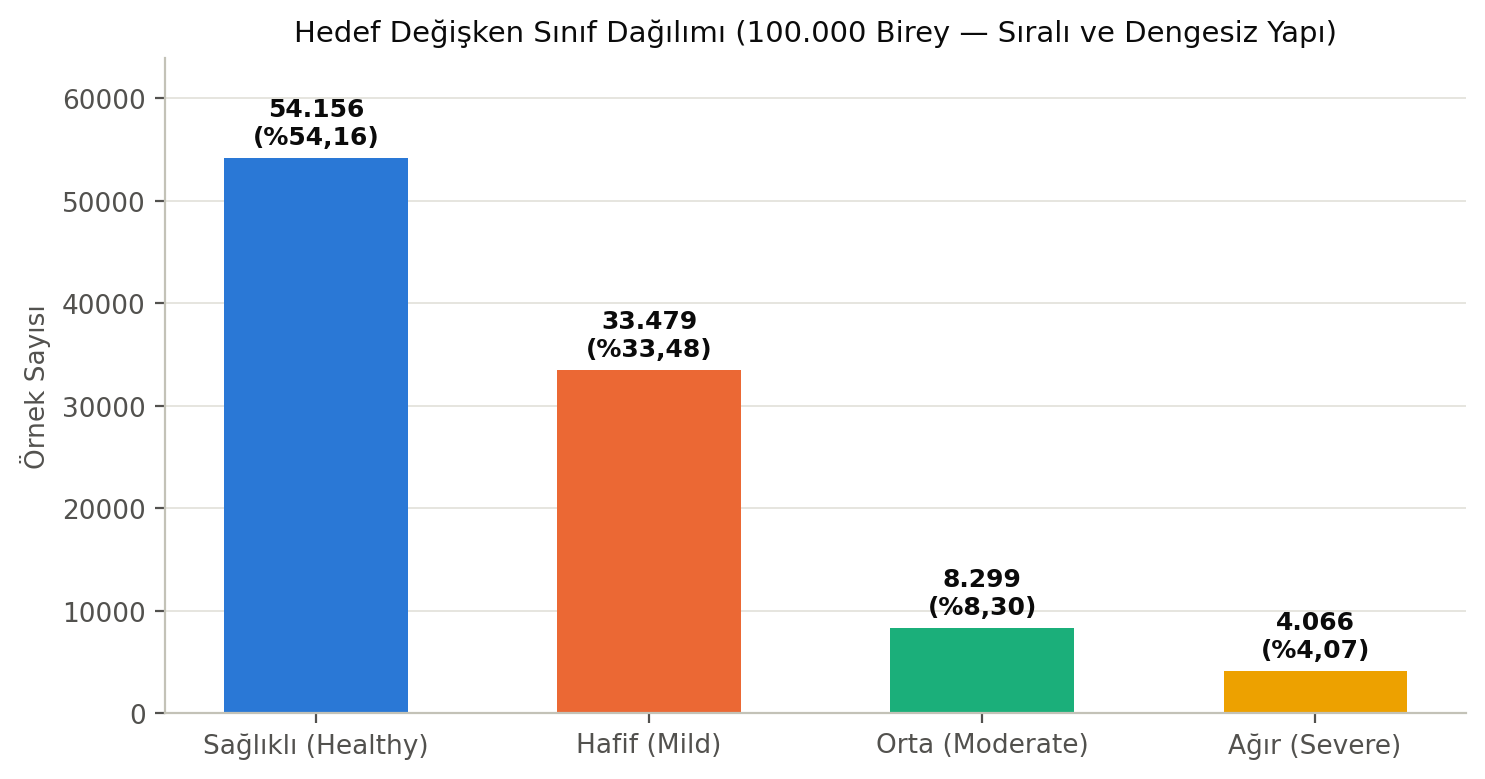 Hedef Değişken Sınıf Dağılımı (100.000 Birey — Sıralı ve Dengesiz Yapı)
Örnek Sayısı
60000
50000
40000
30000
20000
10000
0
54.156
(%54,16)
33.479
(%33,48)
8.299
(%8,30)
4.066
(%4,07)
Sağlıklı (Healthy)
Hafif (Mild)
Orta (Moderate)
Ağır (Severe)